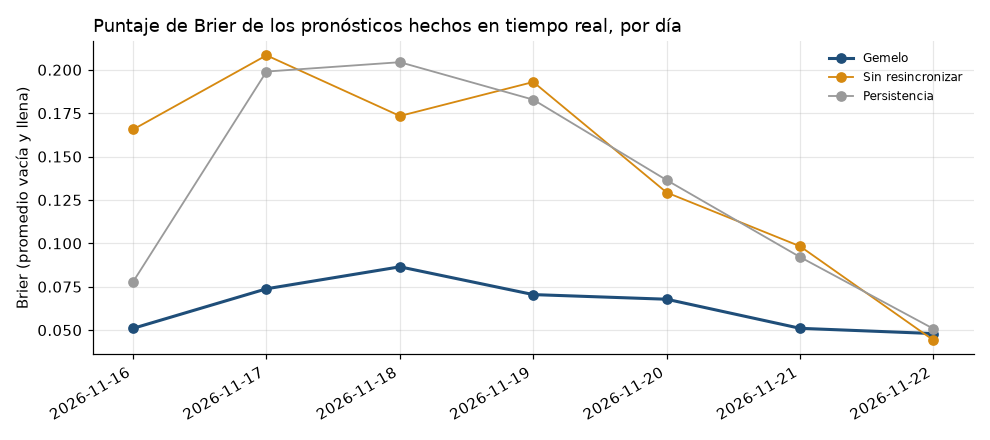 Puntaje de Brier de los pronósticos hechos en tiempo real, por día
Brier (promedio vacía y llena)
0.200
0.175
0.150
0.125
0.100
0.075
0.050
Gemelo
Sin resincronizar
Persistencia
2026-11-16
2026-11-17
2026-11-18
2026-11-19
2026-11-20
2026-11-21
2026-11-22